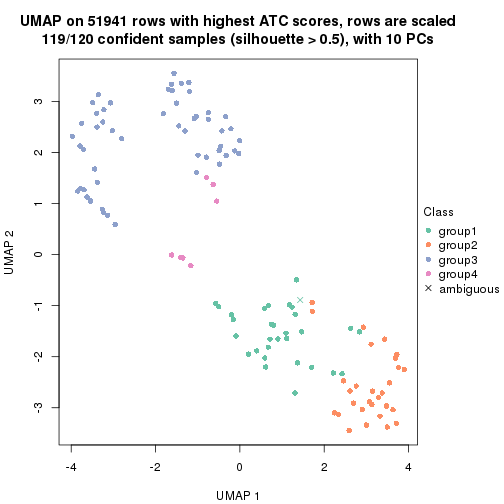 UMAP on 51941 rows with highest ATC scores, rows are scaled
119/120 confident samples (silhouette > 0.5), with 10 PCs
3
2
1
0
-1
-2
-3
UMAP 2
-4
-2
0
2
4
UMAP 1
Class
group1
group2
group3
group4
ambiguous